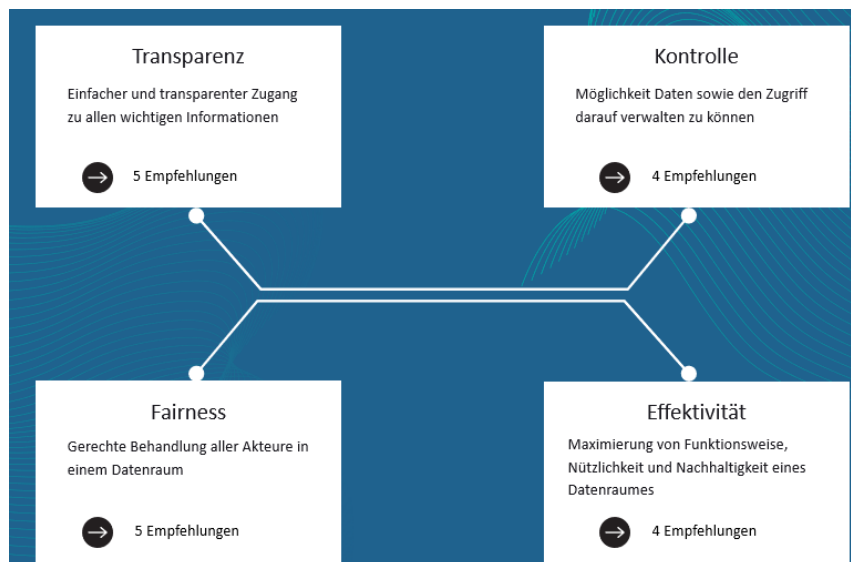 Transparenz
Einfacher und transparenter Zugang
zu allen wichtigen Informationen
5 Empfehlungen
Kontrolle
Möglichkeit Daten sowie den Zugriff
darauf verwalten zu können
4 Empfehlungen
Fairness
Gerechte Behandlung aller Akteure in
einem Datenraum
5 Empfehlungen
Effektivität
Maximierung von Funktionsweise,
Nützlichkeit und Nachhaltigkeit eines
Datenraumes
4 Empfehlungen